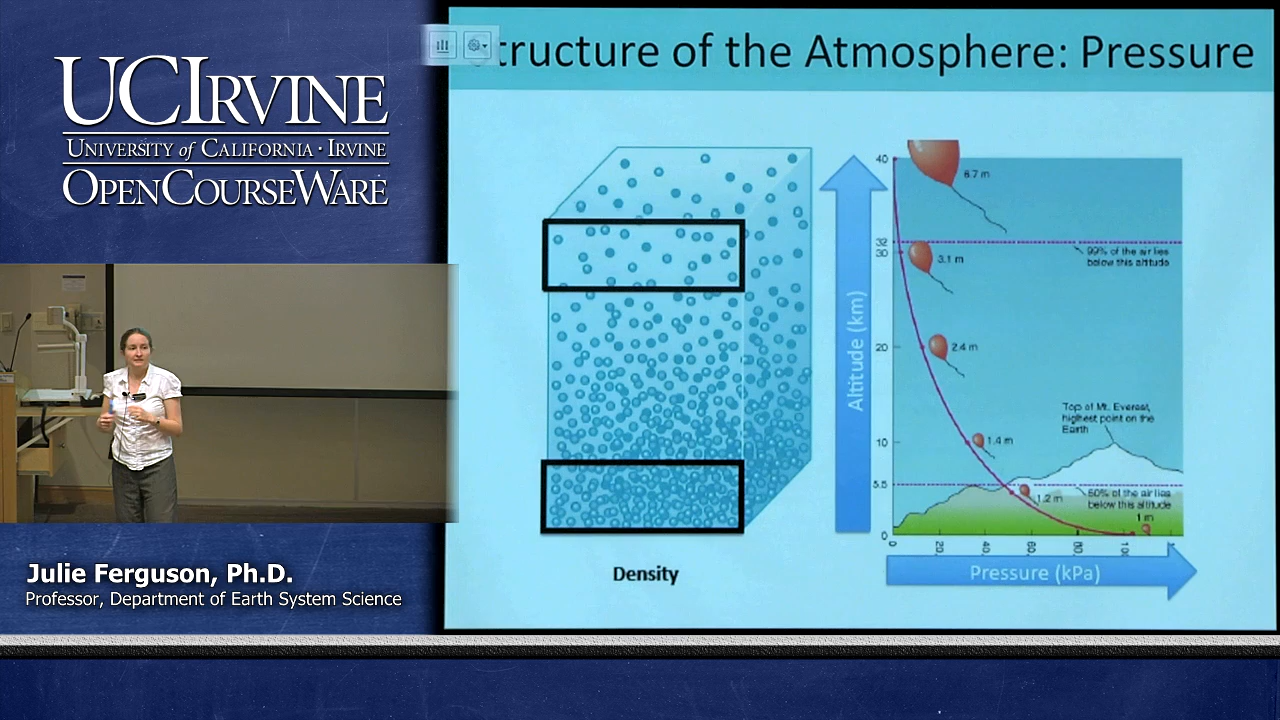 UCIRVINE
UNIVERSITY of CALIFORNIA · IRVINE
OPENCOURSEWARE
Julie Ferguson, Ph.D.
Professor, Department of Earth System Science
tructure of the Atmosphere: Pressure
Density
Altitude (km)
40
32
30
20
10
5.5
0
6.7 m
99% of the air lies
below this altitude
3.1 m
2.4 m
Top of Mt. Everest,
highest point on the
Earth
1.4 m
1.2 m
50% of the air lies
below this altitude
1 m
0
20
40
60
80
Pressure (kPa)